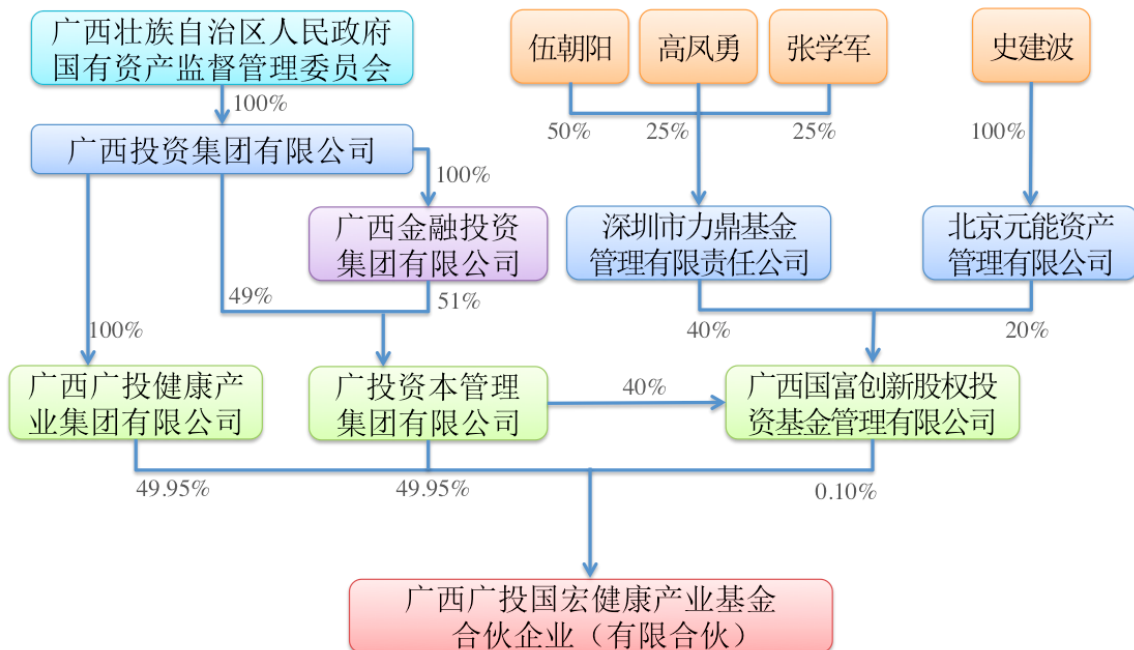 广西壮族自治区人民政府
国有资产监督管理委员会
伍朝阳
高凤勇
张学军
史建波
100%
50%
25%
25%
100%
广西投资集团有限公司
100%
广西金融投资
集团有限公司
深圳市力鼎基金
管理有限责任公司
北京元能资产
管理有限公司
49%
51%
40%
20%
100%
广西广投健康产
业集团有限公司
广投资本管理
集团有限公司
40%
广西国富创新股权投
资基金管理有限公司
49.95%
49.95%
0.10%
广西广投国宏健康产业基金
合伙企业（有限合伙）